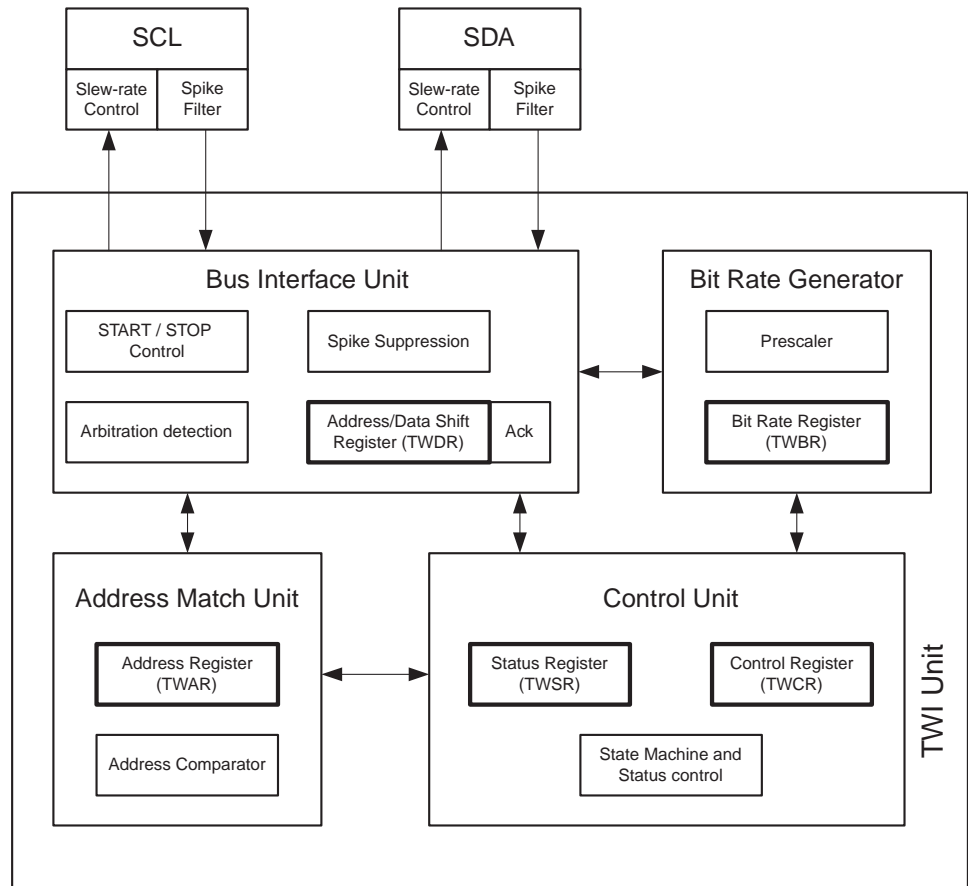 SCL
Slew-rate
Control
Spike
Filter
SDA
Slew-rate
Control
Spike
Filter
Bus Interface Unit
START / STOP
Control
Spike Suppression
Arbitration detection
Address/Data Shift
Register (TWDR)
Ack
Bit Rate Generator
Prescaler
Bit Rate Register
(TWBR)
Address Match Unit
Address Register
(TWAR)
Address Comparator
Control Unit
Status Register
(TWSR)
Control Register
(TWCR)
State Machine and
Status control
TWI Unit